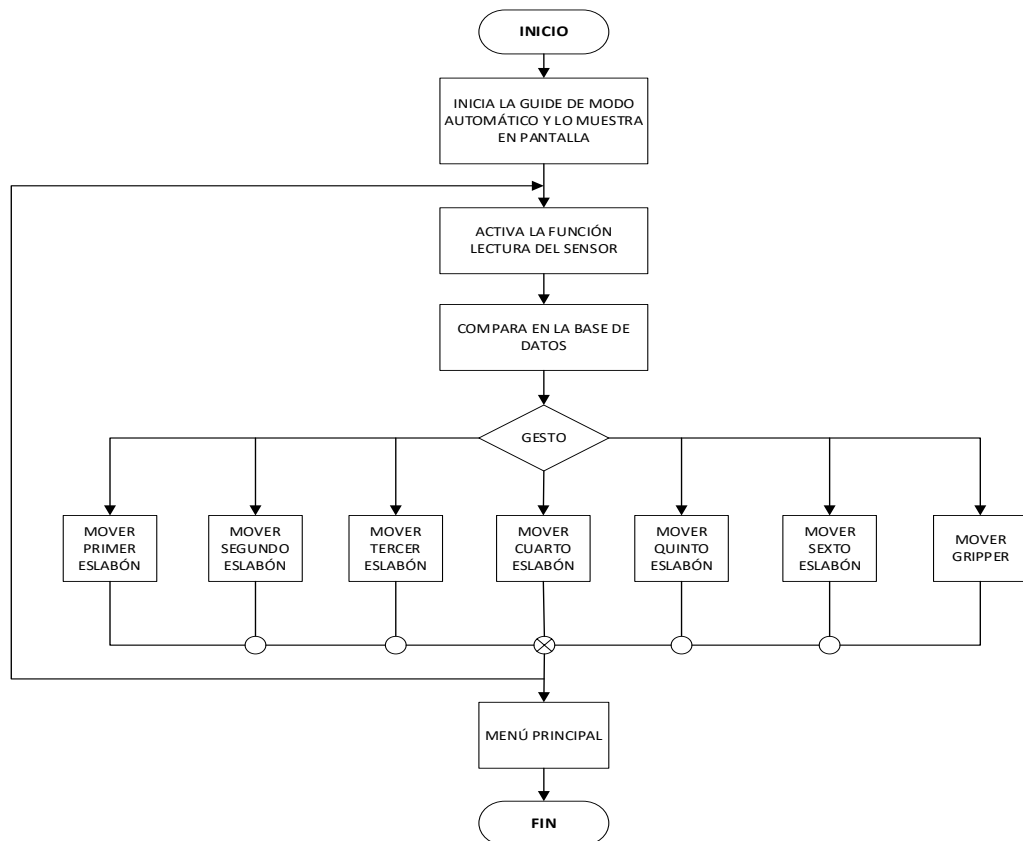 INICIO
INICIA LA GUIDE DE MODO
AUTOMÁTICO Y LO MUESTRA
EN PANTALLA
ACTIVA LA FUNCIÓN
LECTURA DEL SENSOR
COMPARA EN LA BASE DE
DATOS
GESTO
MOVER
PRIMER
ESLABÓN
MOVER
SEGUNDO
ESLABÓN
MOVER
TERCER
ESLABÓN
MOVER
CUARTO
ESLABÓN
MOVER
QUINTO
ESLABÓN
MOVER
SEXTO
ESLABÓN
MOVER
GRIPPER
MENÚ PRINCIPAL
FIN